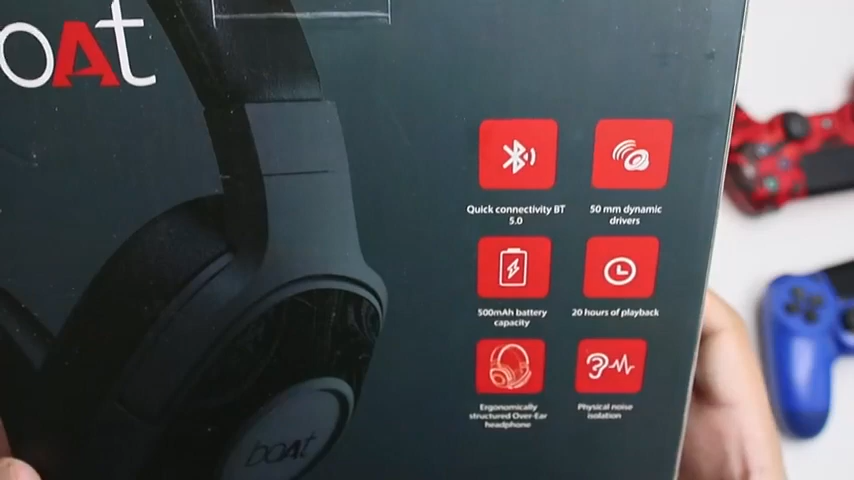 boAt
Quick connectivity BT
5.0
50 mm dynamic
drivers
500mAh battery
capacity
20 hours of playback
Ergonomically
structured Over-Ear
headphone
Physical noise
isolation
boAt